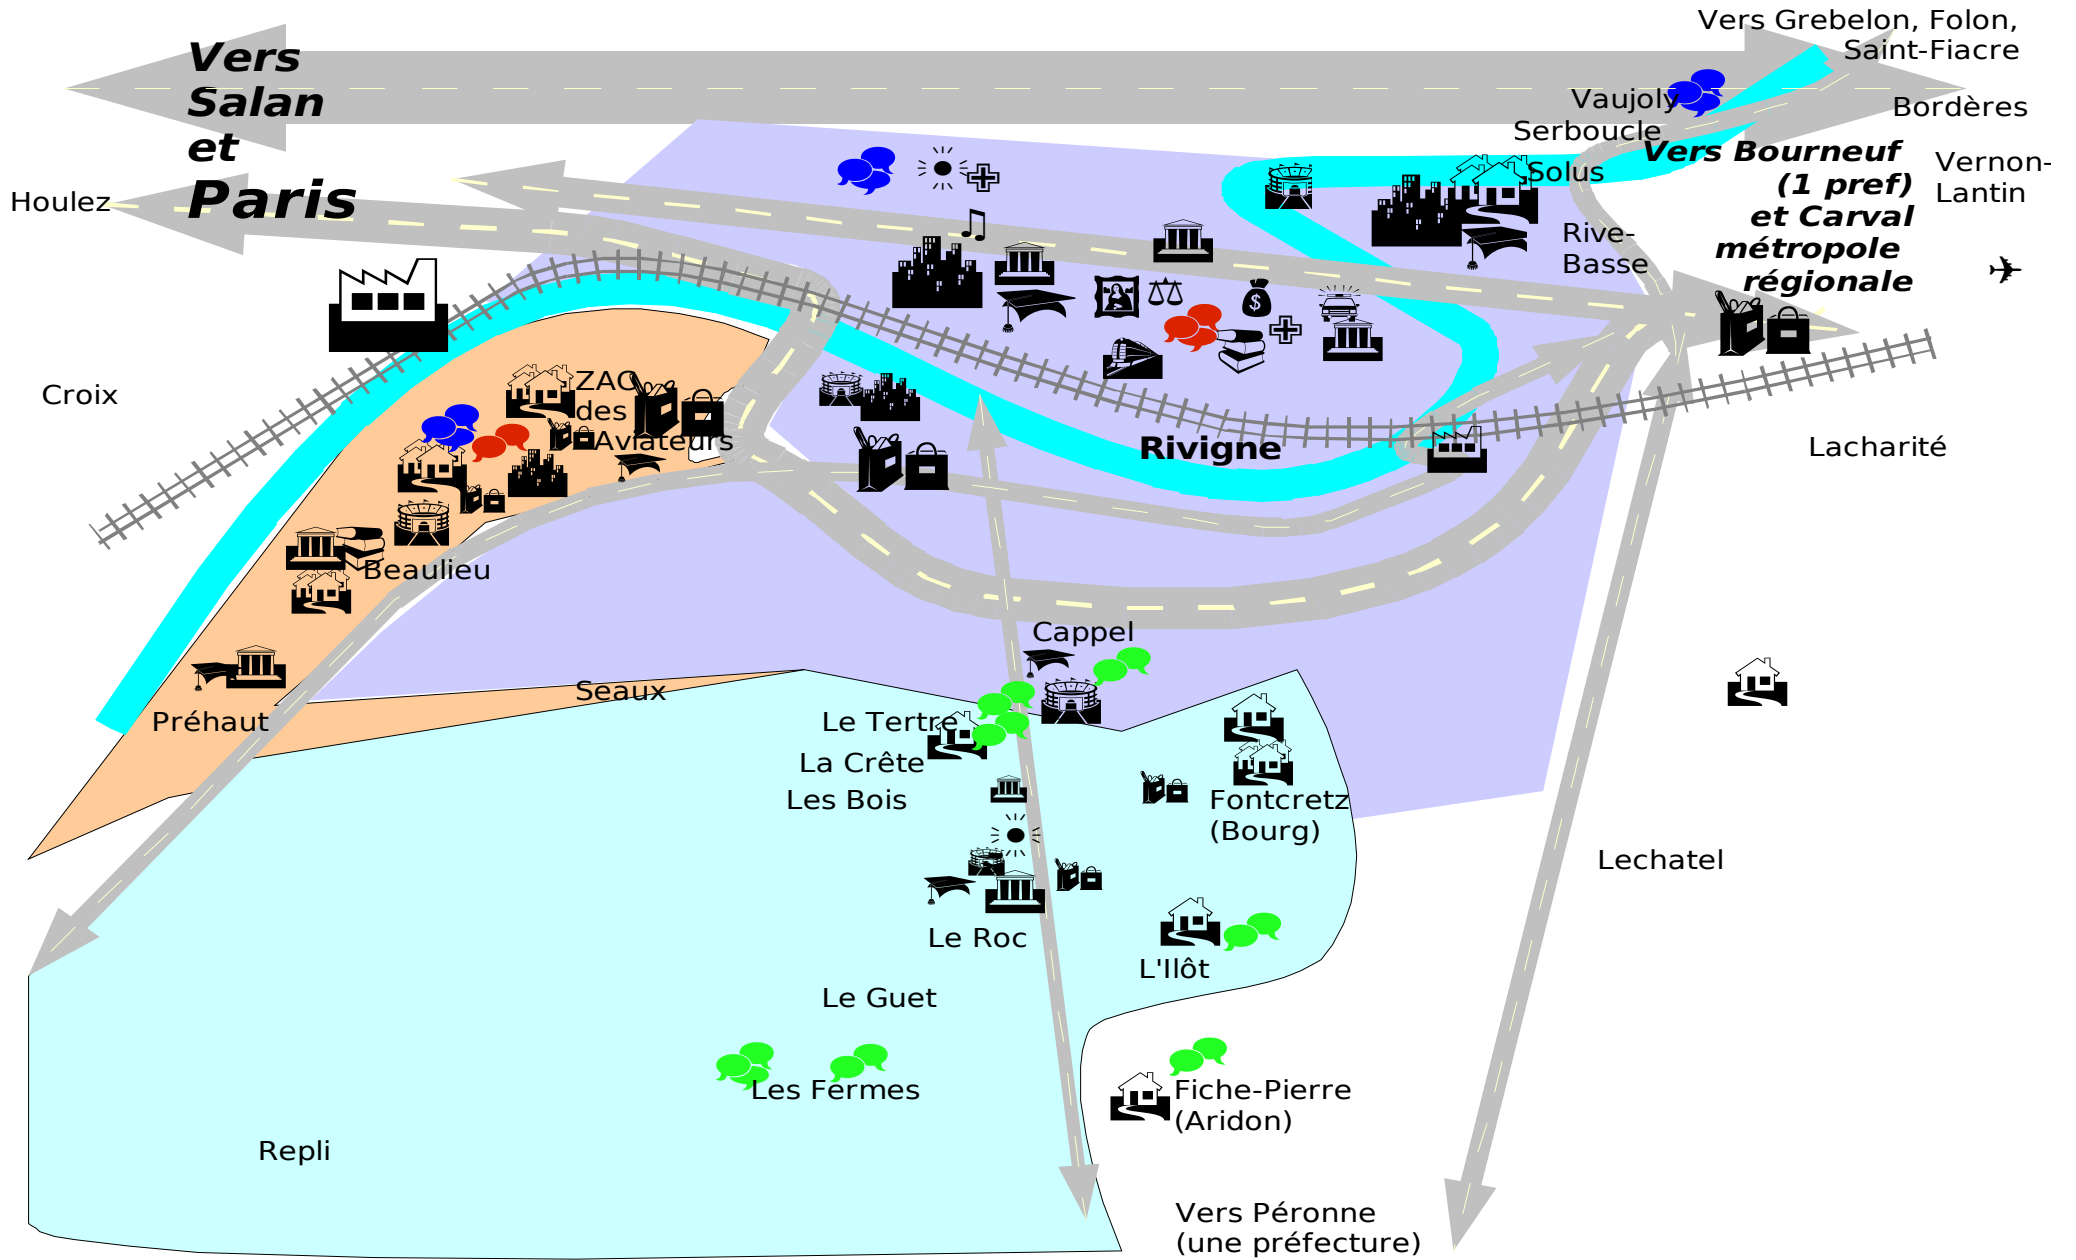 Vers Grebelon, Folon,
Saint-Fiacre
Vers
Salan
et
Paris
Vaujoly
Serboucle
Bordères
Vers Bourneuf
(1 pref)
et Carval
métropole
régionale
Vernon-
Lantin
Solus
Houlez
Rive-
Basse
$
Croix
ZAC
des
Aviateurs
Rivigne
Lacharité
Beaulieu
Cappel
Seaux
Préhaut
Le Tertre
La Crête
Les Bois
Fontcretz
(Bourg)
Lechatel
Le Roc
L'Ilôt
Le Guet
Les Fermes
Fiche-Pierre
(Aridon)
Repli
Vers Péronne
(une préfecture)